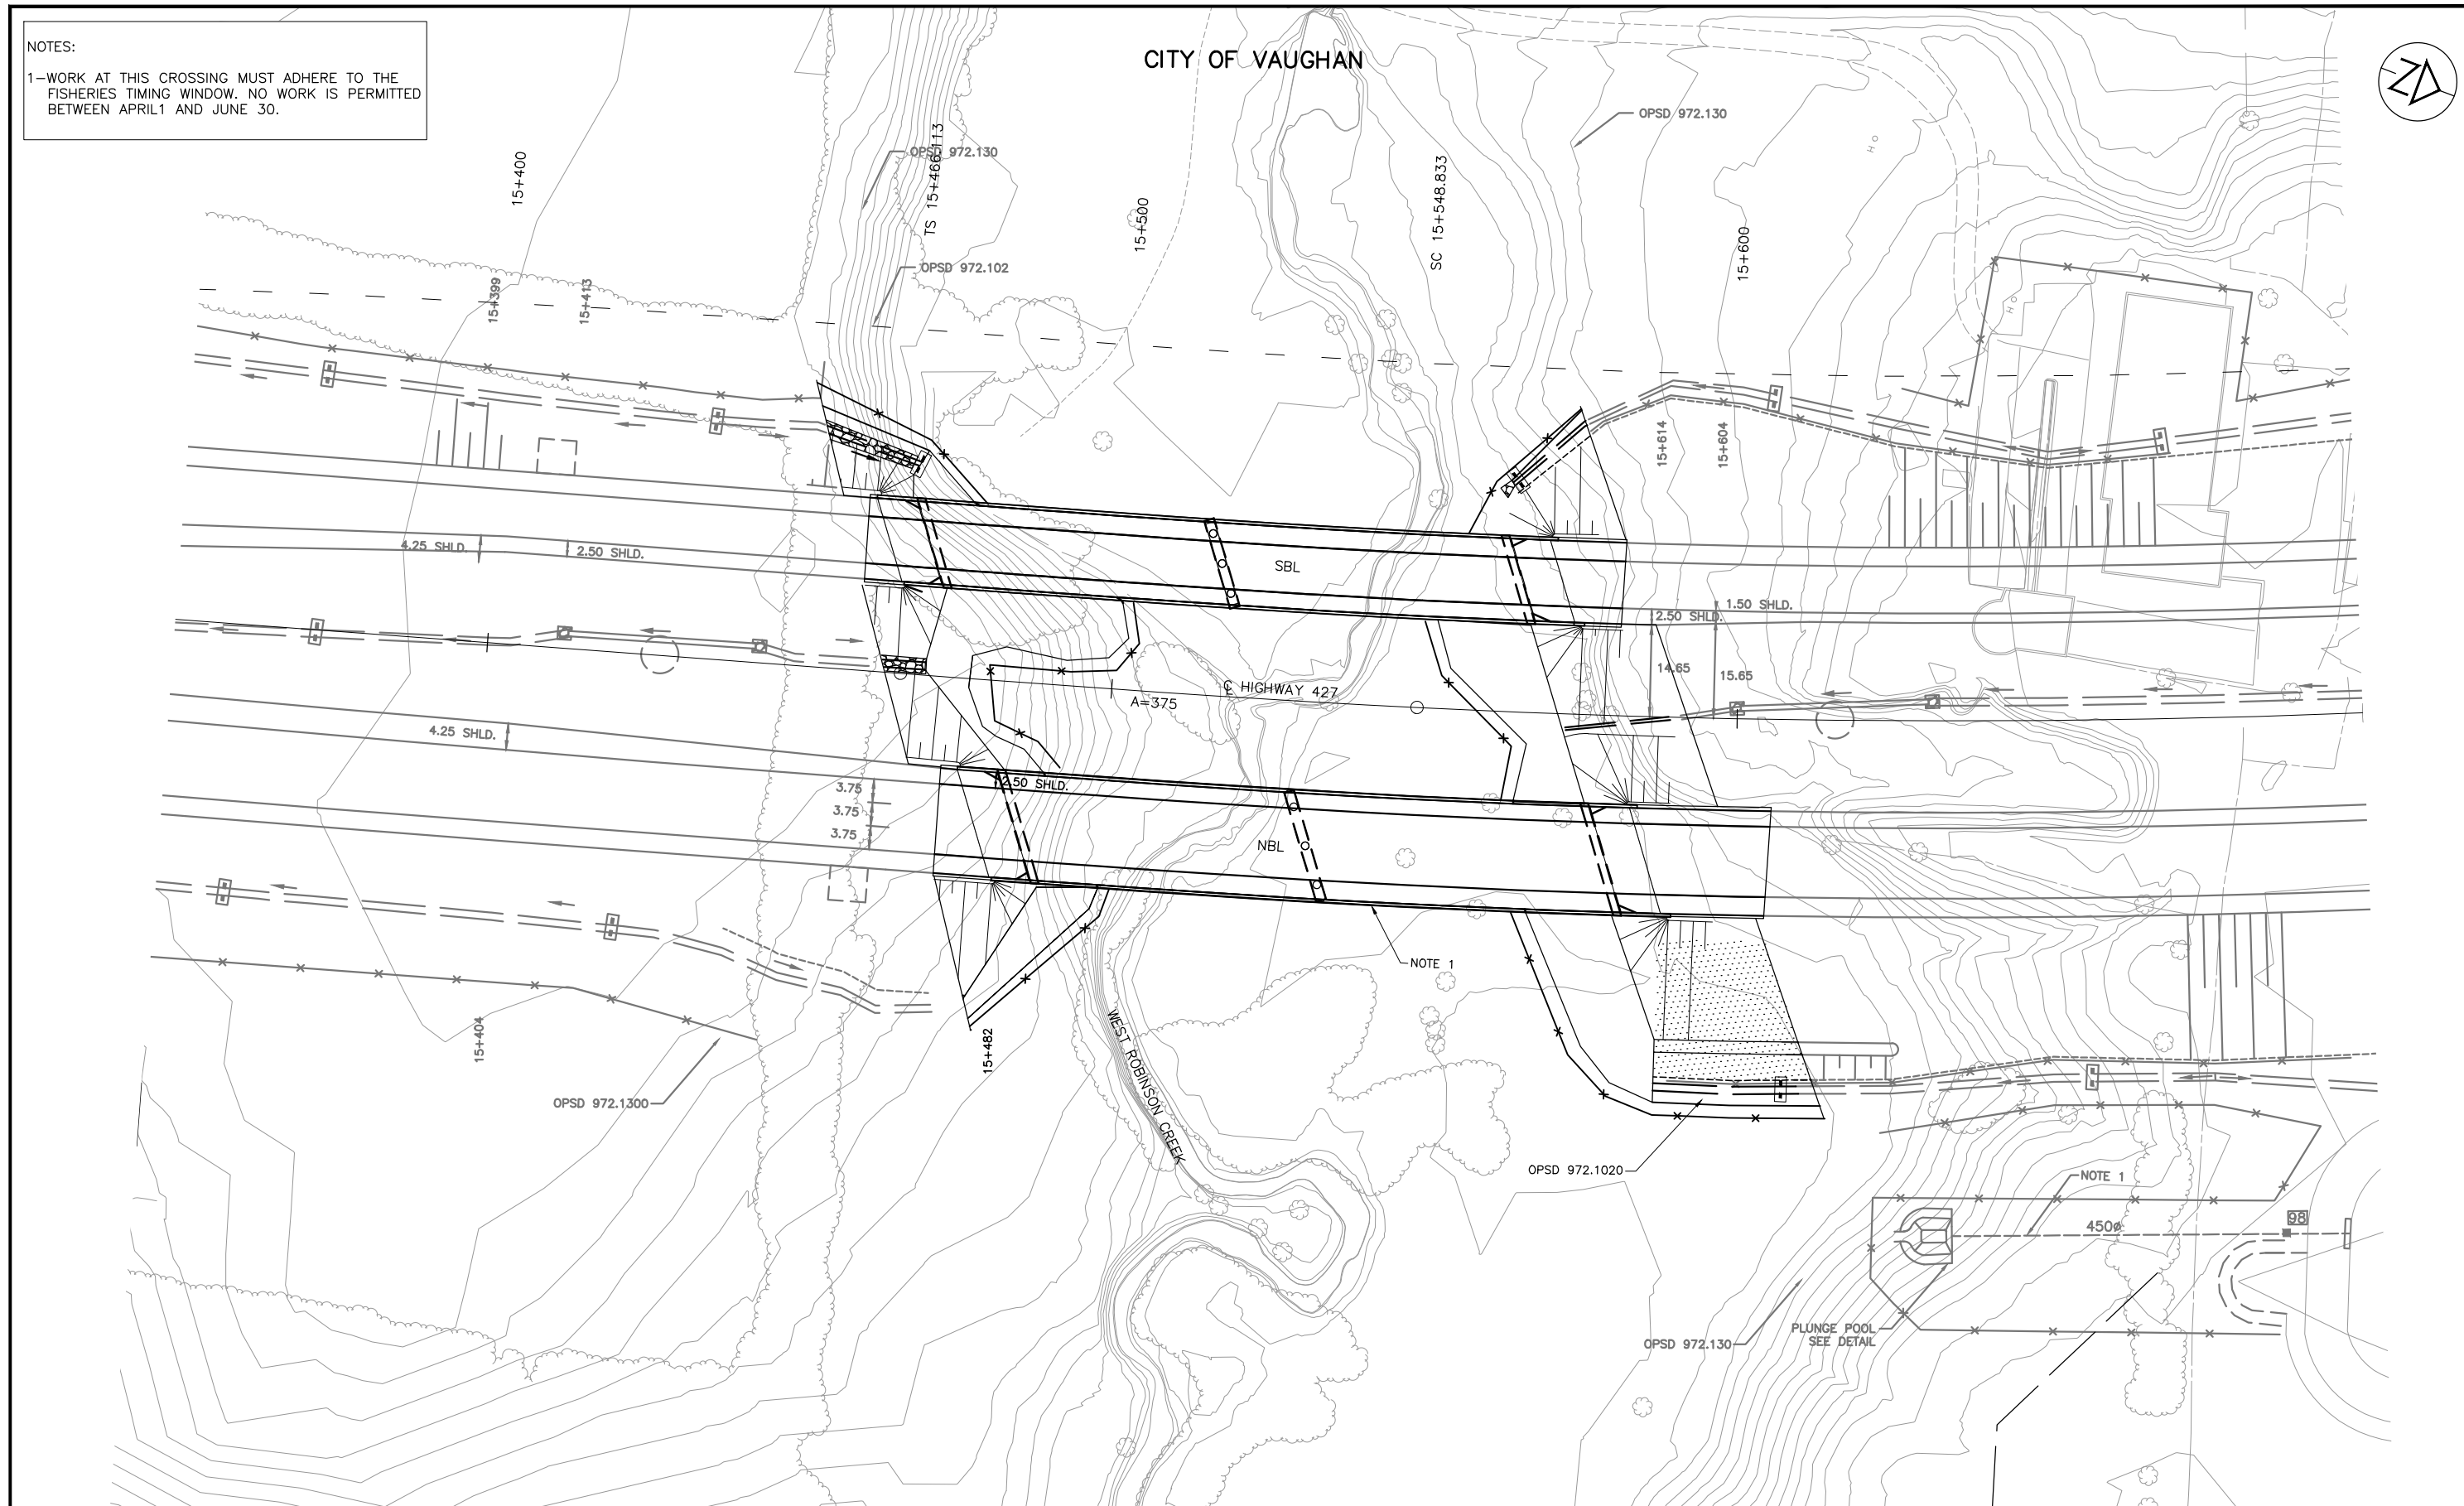 NOTES:
1-WORK AT THIS CROSSING MUST ADHERE TO THE
FISHERIES TIMING WINDOW. NO WORK IS PERMITTED
BETWEEN APRIL1 AND JUNE 30.
CITY OF VAUGHAN
OPSD 972.130
OPSD 972.130
15+400
TS 15+466.113
15+500
SC 15+548.833
15+600
OPSD 972.102
15+399
15+413
H O
H O
15+614
15+604
4.25 SHLD.
2.50 SHLD.
SBL
1.50 SHLD.
2.50 SHLD.
14.65
15.65
℄ HIGHWAY 427
A=375
4.25 SHLD.
2.50 SHLD.
3.75
3.75
3.75
NBL
NOTE 1
15+404
15+482
WEST ROBINSON CREEK
OPSD 972.1300
OPSD 972.1020
NOTE 1
450ø
98
PLUNGE POOL
SEE DETAIL
OPSD 972.130